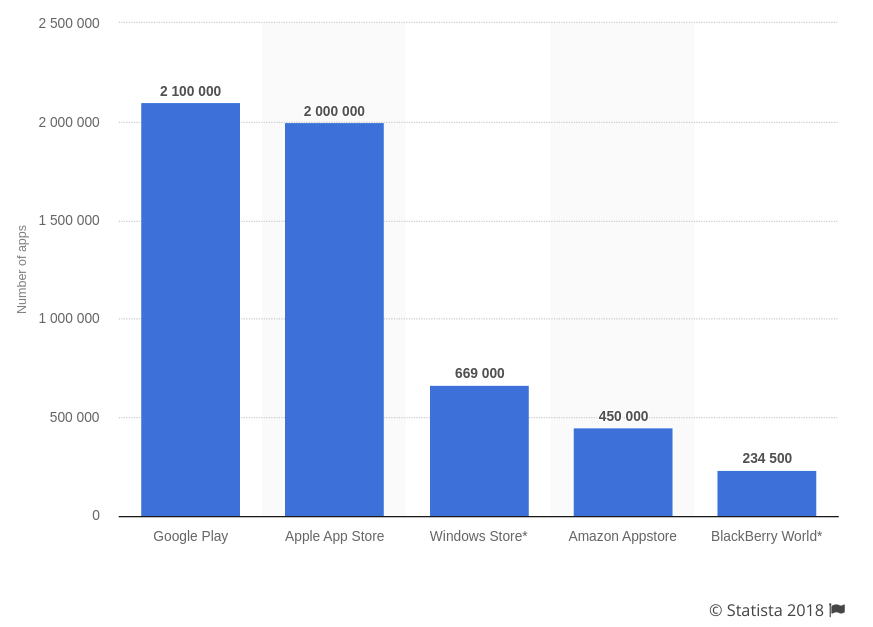 2 500 000
2 000 000
1 500 000
1 000 000
500 000
0
Number of apps
2 100 000
2 000 000
669 000
450 000
234 500
Google Play
Apple App Store
Windows Store*
Amazon Appstore
BlackBerry World*
© Statista 2018